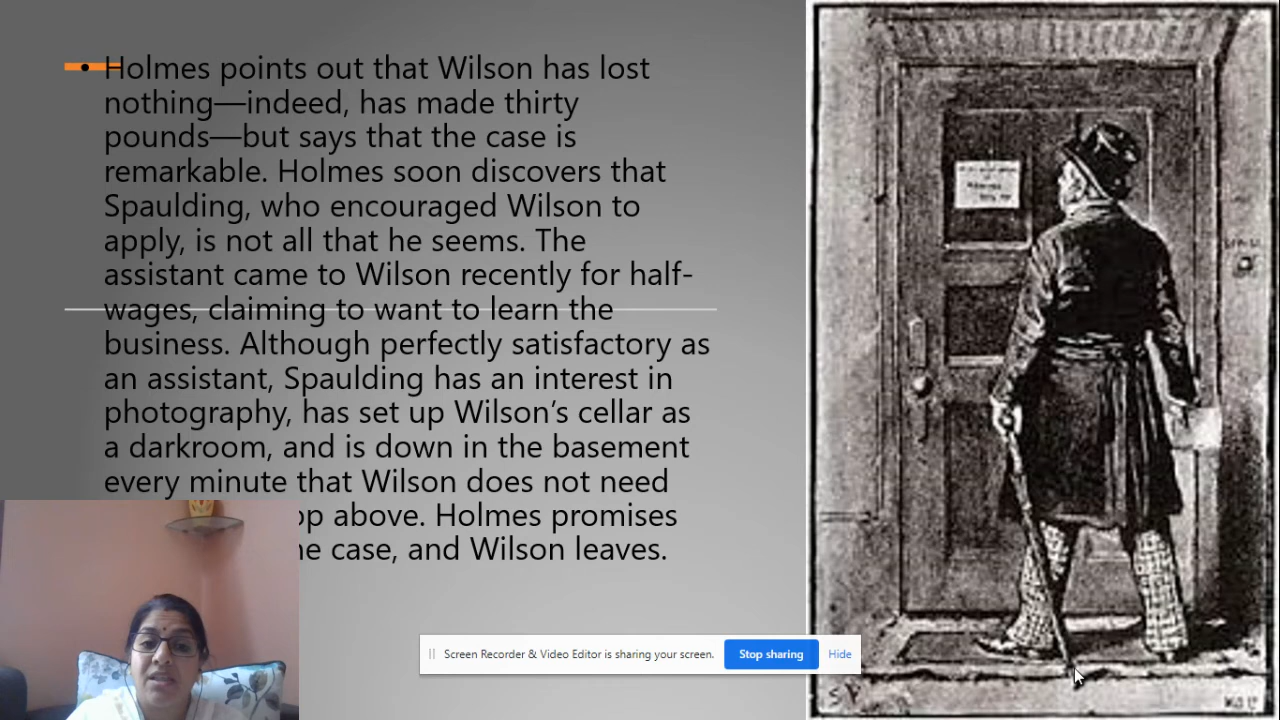 • Holmes points out that Wilson has lost
nothing—indeed, has made thirty
pounds—but says that the case is
remarkable. Holmes soon discovers that
Spaulding, who encouraged Wilson to
apply, is not all that he seems. The
assistant came to Wilson recently for half-
wages, claiming to want to learn the
business. Although perfectly satisfactory as
an assistant, Spaulding has an interest in
photography, has set up Wilson’s cellar as
a darkroom, and is down in the basement
every minute that Wilson does not need
op above. Holmes promises
he case, and Wilson leaves.
Screen Recorder & Video Editor is sharing your screen. Stop sharing Hide
S P